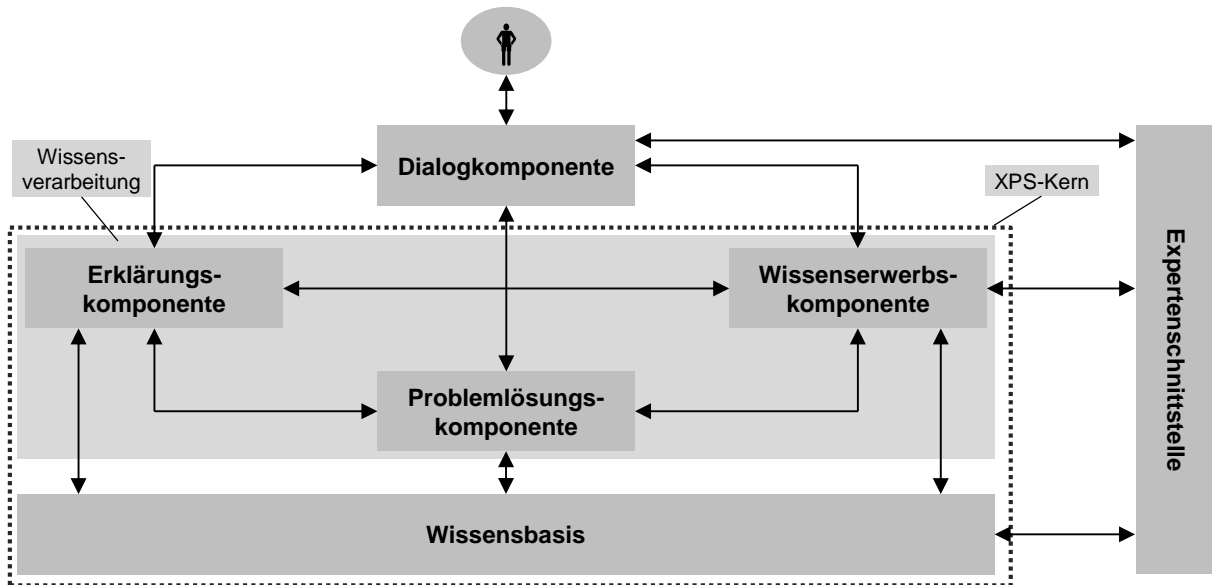 Dialogkomponente
Wissens-
verarbeitung
XPS-Kern
Erklärungs-
komponente
Wissenserwerbs-
komponente
Expertenschnittstelle
Problemlösungs-
komponente
Wissensbasis